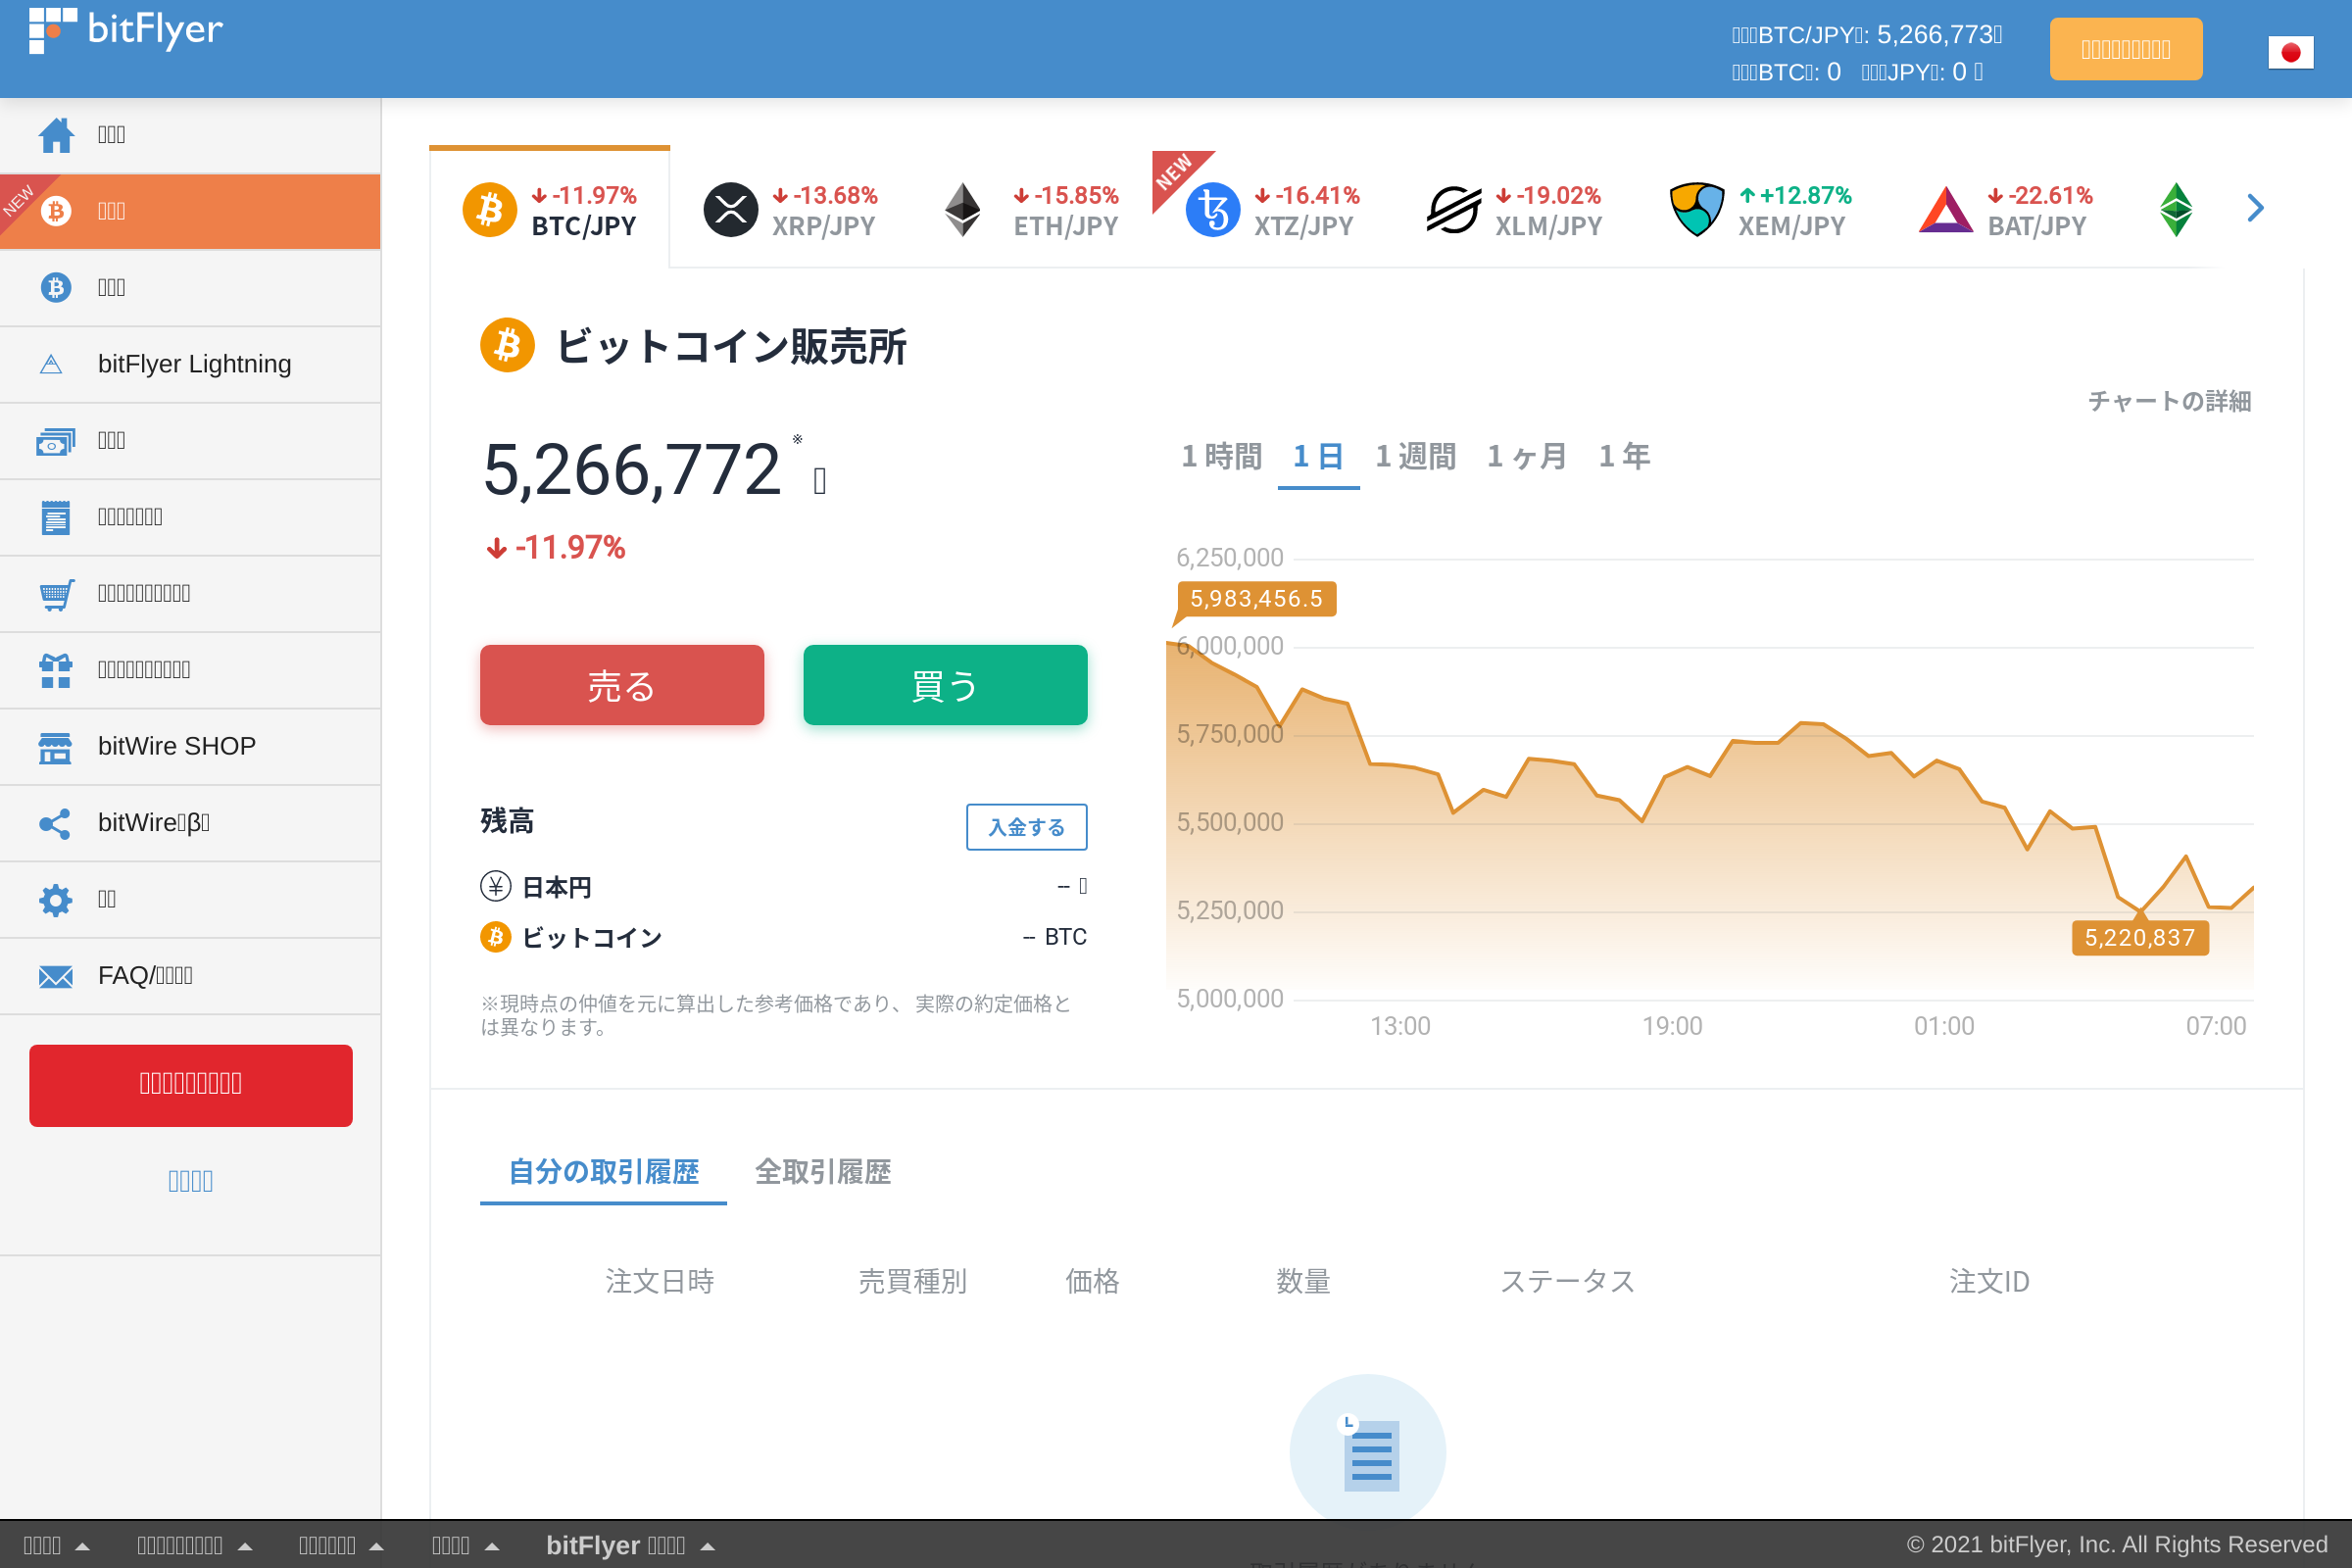 bitFlyer
BTC/JPY: 5,266,773
BTC: 0 JPY: 0
NEW
bitFlyer Lightning
bitWire SHOP
bitWire β
FAQ/
-11.97%
BTC/JPY
-13.68%
XRP/JPY
-15.85%
ETH/JPY
NEW
-16.41%
XTZ/JPY
-19.02%
XLM/JPY
+12.87%
XEM/JPY
-22.61%
BAT/JPY
ビットコイン販売所
チャートの詳細
5,266,772 ※
-11.97%
1 時間 1 日 1 週間 1 ヶ月 1 年
売る 買う
残高 入金する
日本円 --
ビットコイン -- BTC
※現時点の仲値を元に算出した参考価格であり、 実際の約定価格と
は異なります。
6,250,000
5,983,456.5
6,000,000
5,750,000
5,500,000
5,250,000
5,220,837
5,000,000
13:00 19:00 01:00 07:00
自分の取引履歴 全取引履歴
注文日時 売買種別 価格 数量 ステータス 注文ID
bitFlyer
© 2021 bitFlyer, Inc. All Rights Reserved